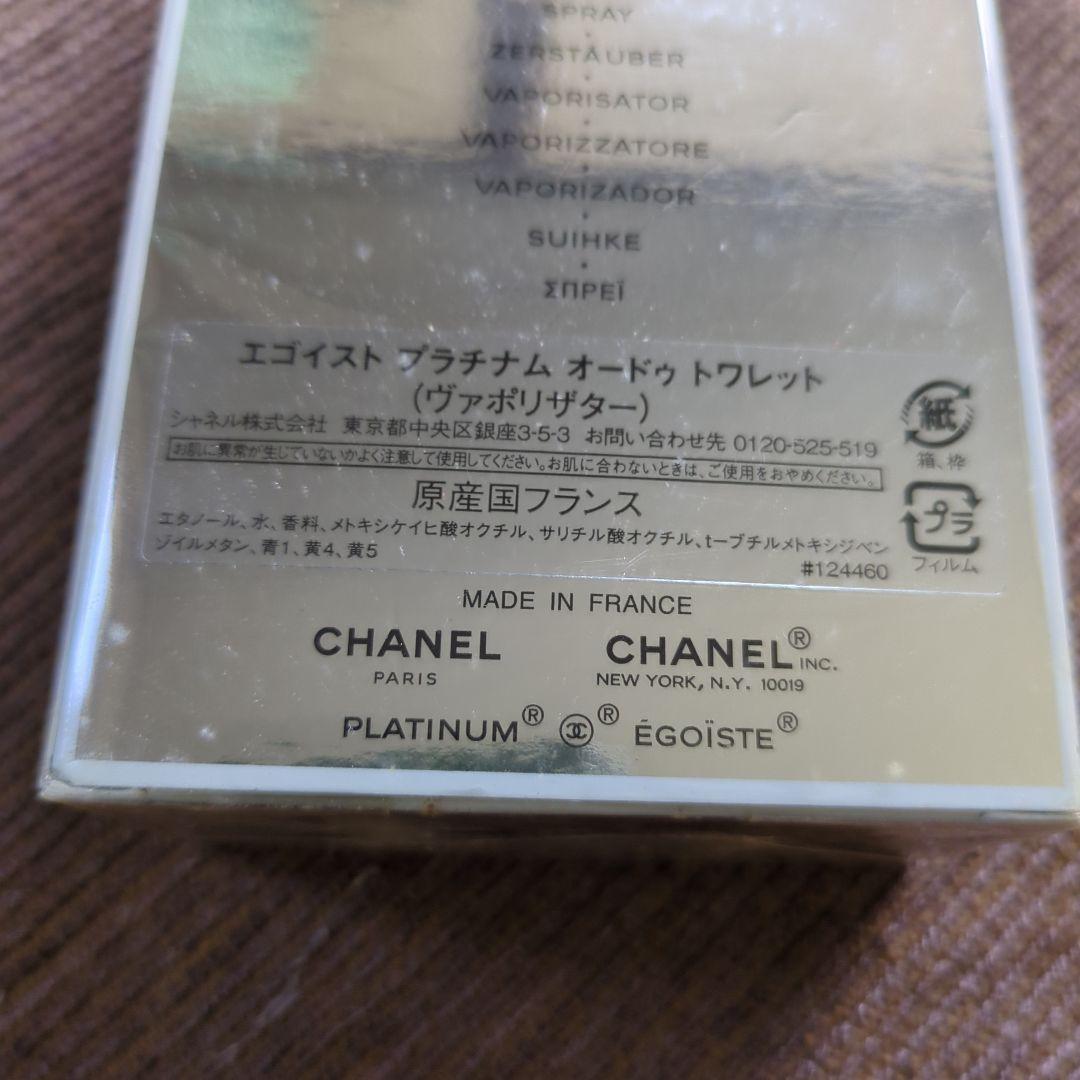 SPRAY
ZERSTÄUBER
VAPORISATOR
VAPORIZZATORE
VAPORIZADOR
SUIHKE
ΣΠΡΕΪ
エゴイスト プラチナム オードゥ トワレット
(ヴァポリザター)
シャネル株式会社 東京都中央区銀座3-5-3 お問い合わせ先 0120-525-519
お肌に異常が生じていないかよく注意して使用してください。お肌に合わないときは、ご使用をおやめください。
原産国フランス
エタノール、水、香料、メトキシケイヒ酸オクチル、サリチル酸オクチル、t-ブチルメトキシジベン
ゾイルメタン、青1、黄4、黄5
#124460
紙
箱、枠
プラ
フィルム
MADE IN FRANCE
CHANEL
PARIS
CHANEL® INC.
NEW YORK, N.Y. 10019
PLATINUM® ® ÉGOÏSTE®